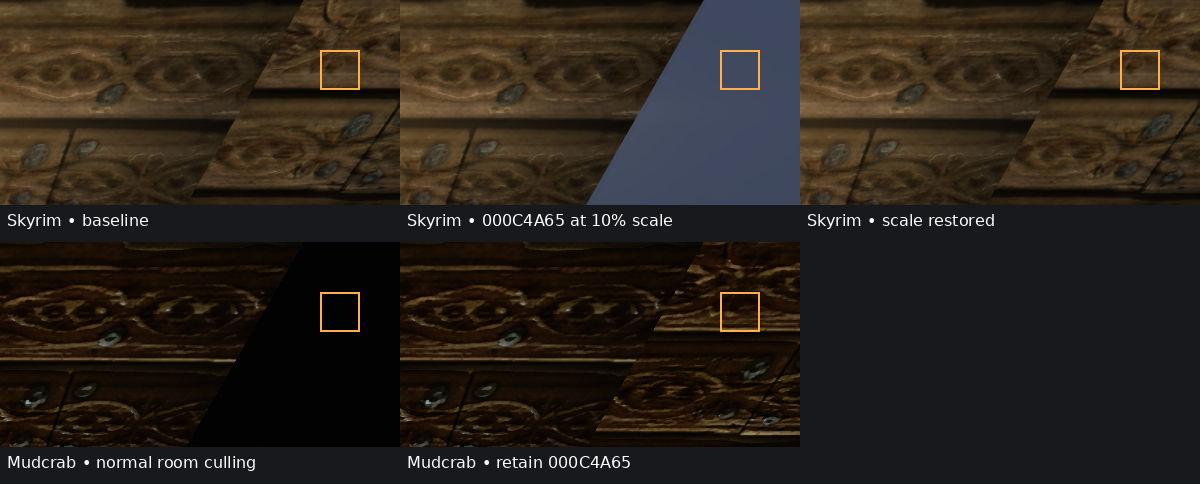 Skyrim • baseline
Skyrim • 000C4A65 at 10% scale
Skyrim • scale restored
Mudcrab • normal room culling
Mudcrab • retain 000C4A65